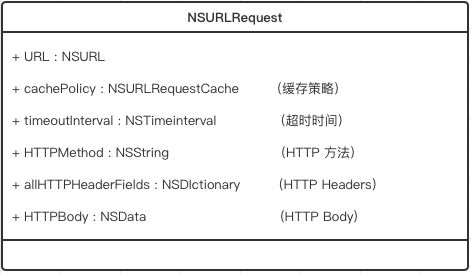 NSURLRequest
+ URL : NSURL
+ cachePolicy : NSURLRequestCache （缓存策略）
+ timeoutInterval : NSTimeinterval （超时时间）
+ HTTPMethod : NSString （HTTP 方法）
+ allHTTPHeaderFields : NSDIctionary （HTTP Headers）
+ HTTPBody : NSData （HTTP Body）